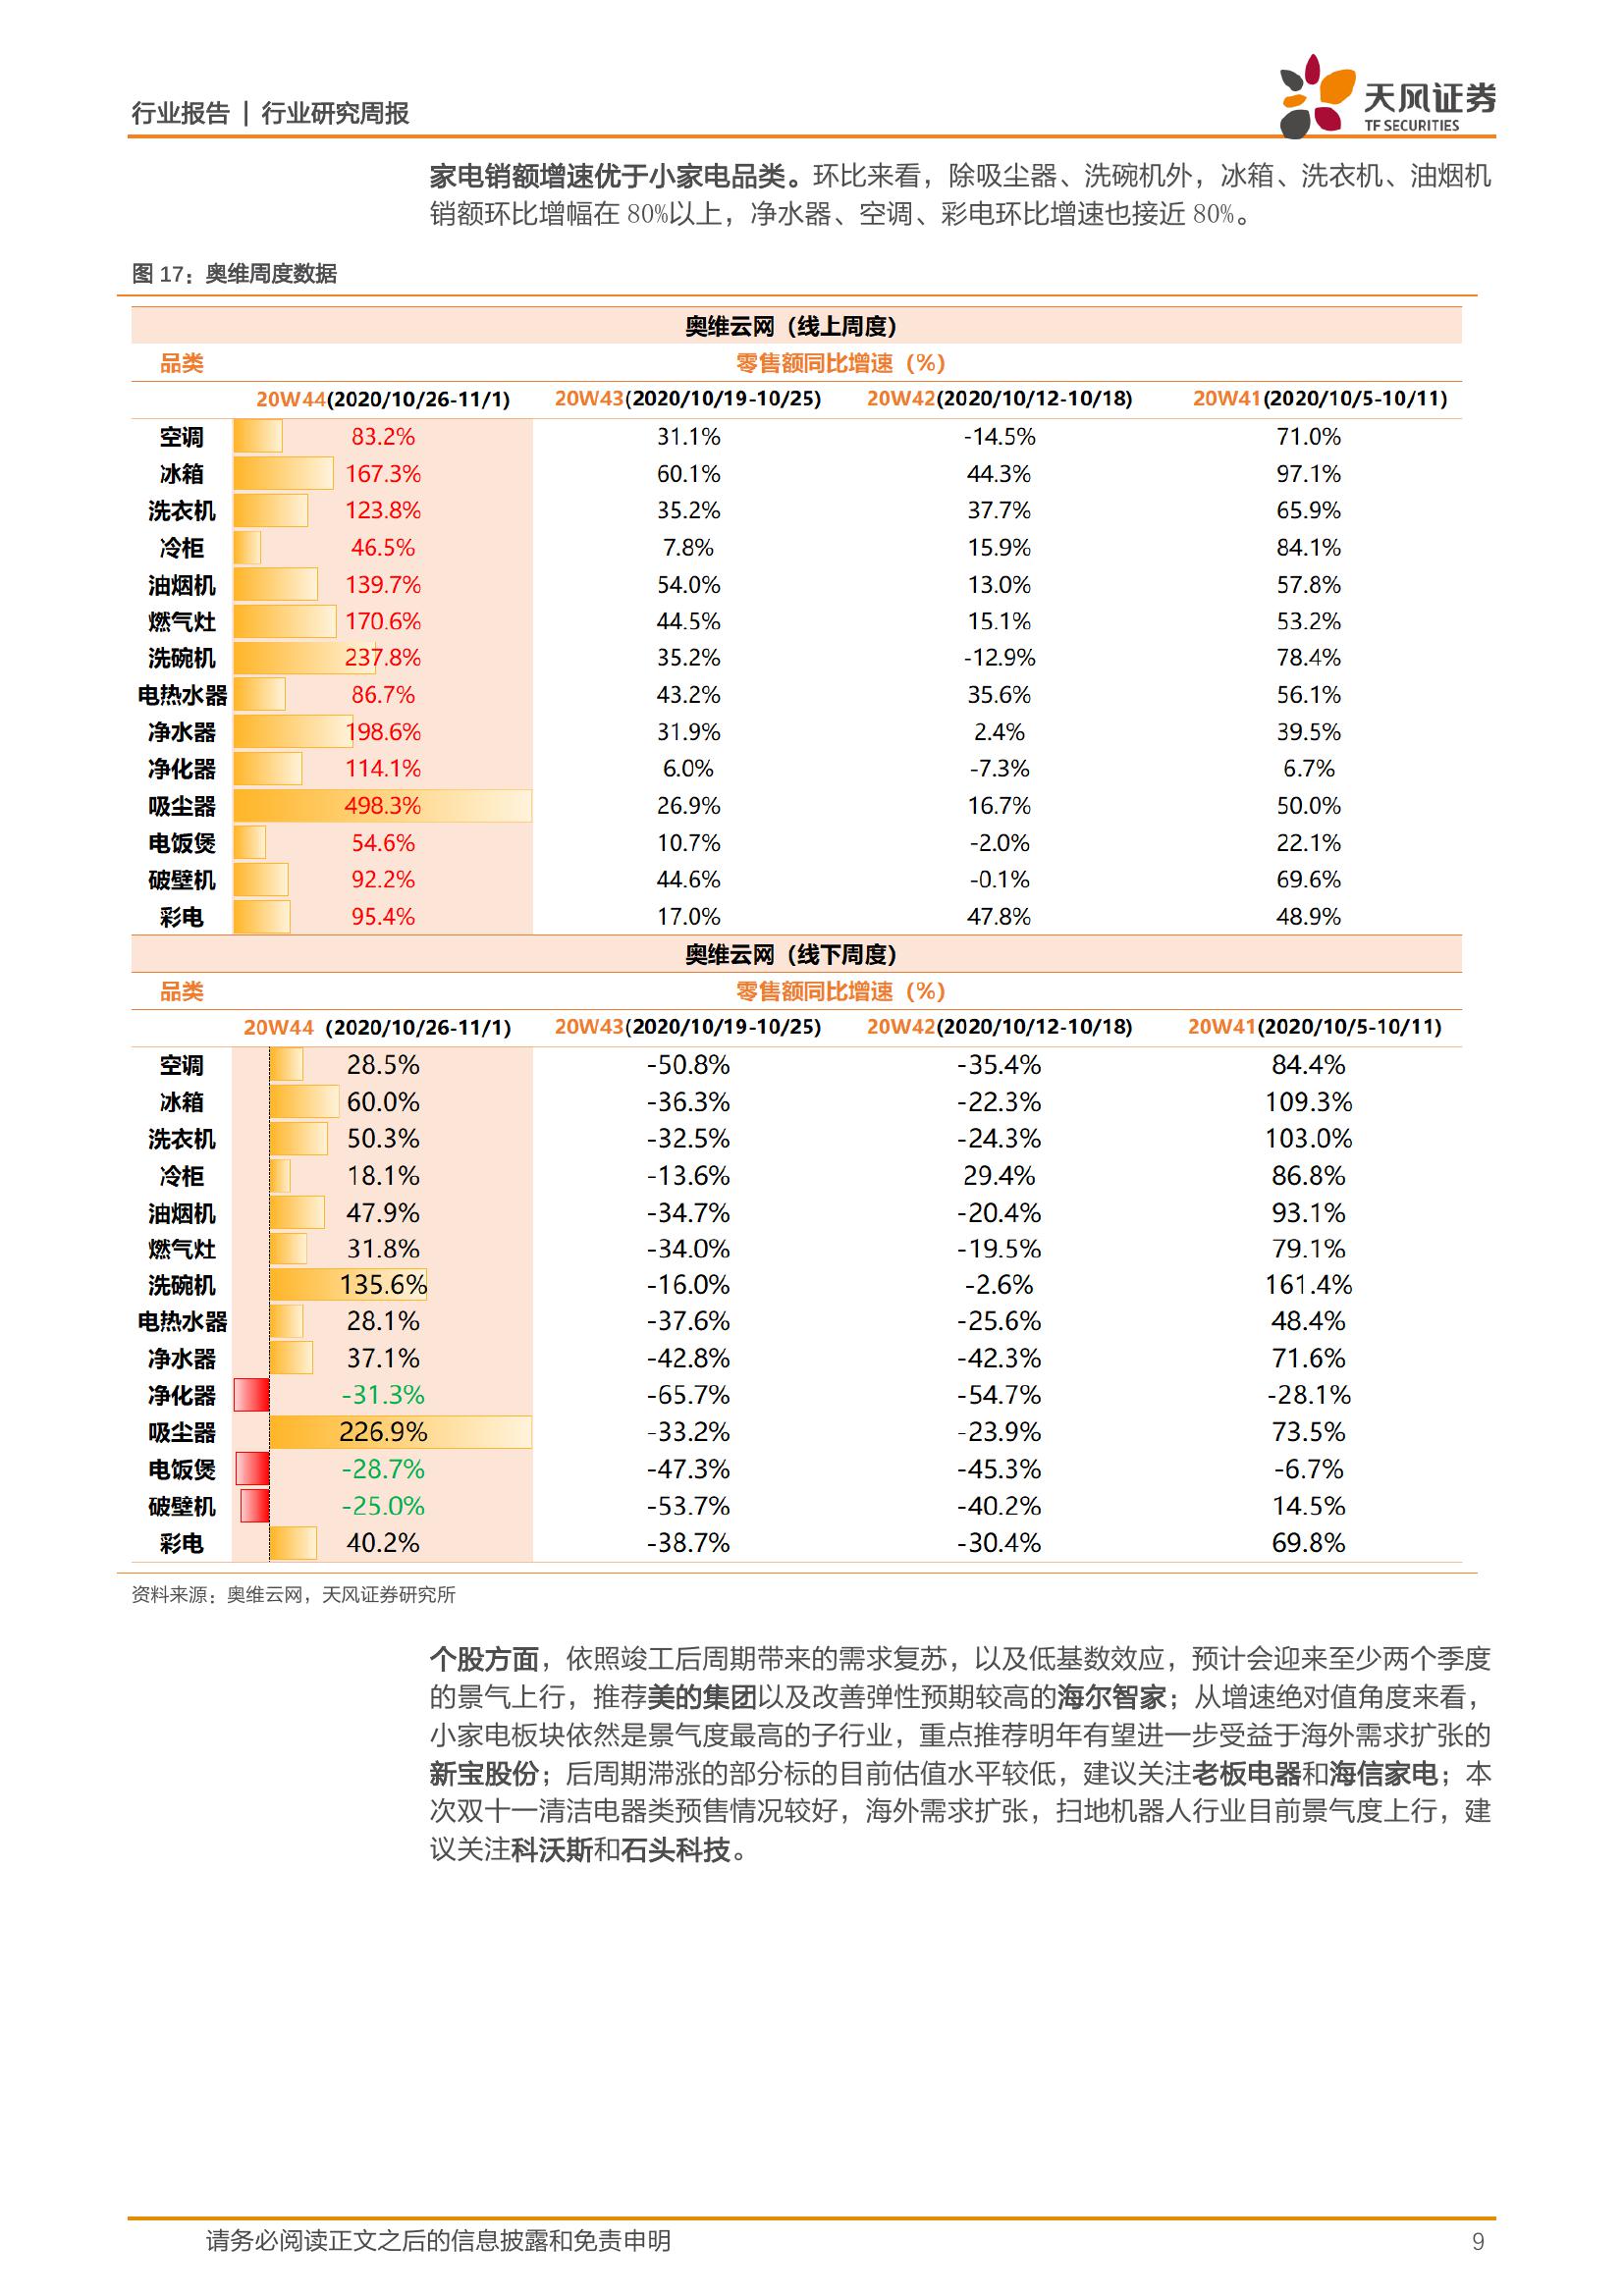 行业报告 | 行业研究周报
天风证券
TF SECURITIES
家电销额增速优于小家电品类。环比来看，除吸尘器、洗碗机外，冰箱、洗衣机、油烟机
销额环比增幅在 80%以上，净水器、空调、彩电环比增速也接近 80%。
图 17：奥维周度数据
奥维云网（线上周度）
品类 零售额同比增速（%）
20W44(2020/10/26-11/1) 20W43(2020/10/19-10/25) 20W42(2020/10/12-10/18) 20W41(2020/10/5-10/11)
空调 83.2% 31.1% -14.5% 71.0%
冰箱 167.3% 60.1% 44.3% 97.1%
洗衣机 123.8% 35.2% 37.7% 65.9%
冷柜 46.5% 7.8% 15.9% 84.1%
油烟机 139.7% 54.0% 13.0% 57.8%
燃气灶 170.6% 44.5% 15.1% 53.2%
洗碗机 237.8% 35.2% -12.9% 78.4%
电热水器 86.7% 43.2% 35.6% 56.1%
净水器 198.6% 31.9% 2.4% 39.5%
净化器 114.1% 6.0% -7.3% 6.7%
吸尘器 498.3% 26.9% 16.7% 50.0%
电饭煲 54.6% 10.7% -2.0% 22.1%
破壁机 92.2% 44.6% -0.1% 69.6%
彩电 95.4% 17.0% 47.8% 48.9%
奥维云网（线下周度）
品类 零售额同比增速（%）
20W44 (2020/10/26-11/1) 20W43(2020/10/19-10/25) 20W42(2020/10/12-10/18) 20W41(2020/10/5-10/11)
空调 28.5% -50.8% -35.4% 84.4%
冰箱 60.0% -36.3% -22.3% 109.3%
洗衣机 50.3% -32.5% -24.3% 103.0%
冷柜 18.1% -13.6% 29.4% 86.8%
油烟机 47.9% -34.7% -20.4% 93.1%
燃气灶 31.8% -34.0% -19.5% 79.1%
洗碗机 135.6% -16.0% -2.6% 161.4%
电热水器 28.1% -37.6% -25.6% 48.4%
净水器 37.1% -42.8% -42.3% 71.6%
净化器 -31.3% -65.7% -54.7% -28.1%
吸尘器 226.9% -33.2% -23.9% 73.5%
电饭煲 -28.7% -47.3% -45.3% -6.7%
破壁机 -25.0% -53.7% -40.2% 14.5%
彩电 40.2% -38.7% -30.4% 69.8%
资料来源：奥维云网，天风证券研究所
个股方面，依照竣工后周期带来的需求复苏，以及低基数效应，预计会迎来至少两个季度
的景气上行，推荐美的集团以及改善弹性预期较高的海尔智家；从增速绝对值角度来看，
小家电板块依然是景气度最高的子行业，重点推荐明年有望进一步受益于海外需求扩张的
新宝股份；后周期滞涨的部分标的目前估值水平较低，建议关注老板电器和海信家电；本
次双十一清洁电器类预售情况较好，海外需求扩张，扫地机器人行业目前景气度上行，建
议关注科沃斯和石头科技。
请务必阅读正文之后的信息披露和免责申明 9